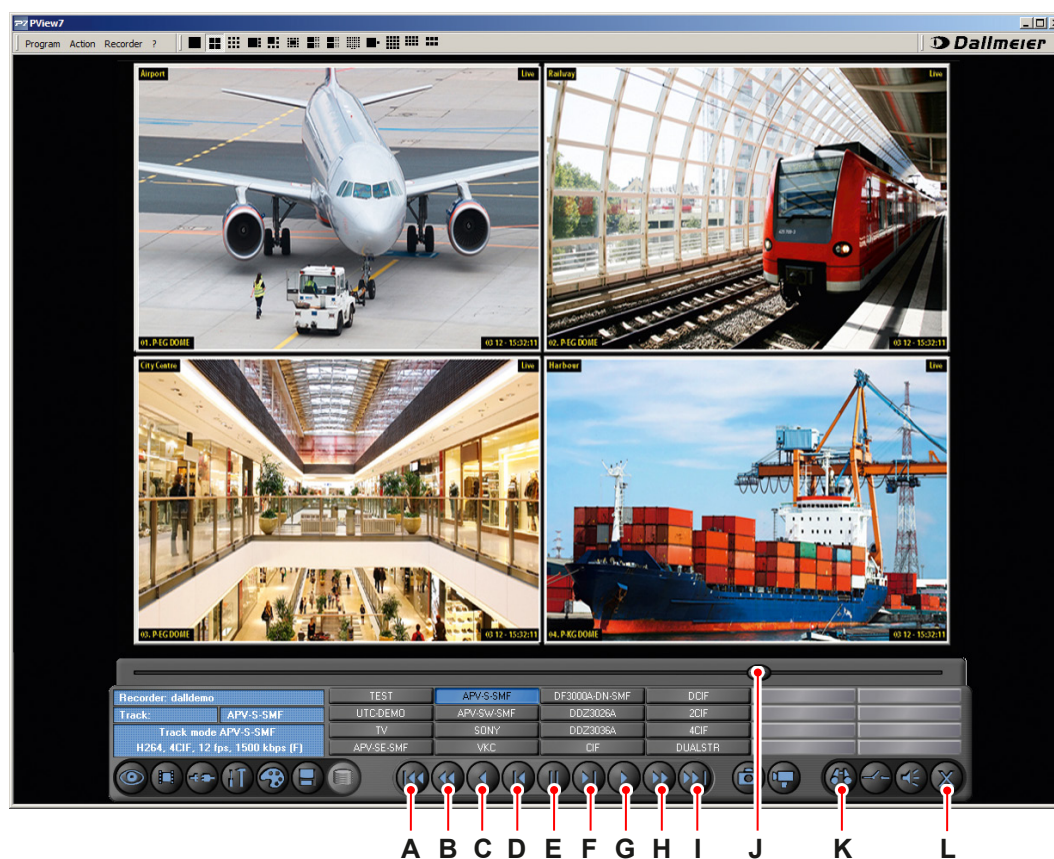 PView7
Program Action Recorder ?
Dallmeier
Airport Live
Railway Live
01. P-EG DOME 03 12 - 15:32:11
02. P-EG DOME 03 12 - 15:32:11
City Centre Live
Harbour Live
03. P-EG DOME 03 12 - 15:32:11
04. P-KG DOME 03 12 - 15:32:11
Recorder: dalldemo
Track: APV-S-SMF
Track mode APV-S-SMF
H264, 4CIF, 12 fps, 1500 kbps (F)
TEST APV-S-SMF DF3000A-DN-SMF DCIF
UTC-DEMO APV-SW-SMF DDZ3026A 2CIF
TV SONY DDZ3036A 4CIF
APV-SE-SMF VKC CIF DUALSTR
A B C D E F G H I J K L